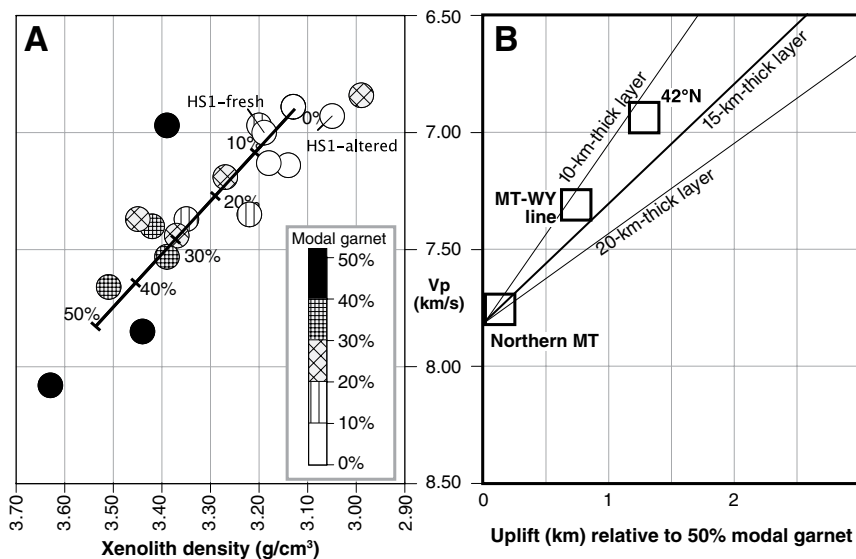 A
HS1-fresh
0%
HS1-altered
10%
20%
30%
40%
50%
Modal garnet
50%
40%
30%
20%
10%
0%
3.70
3.60
3.50
3.40
3.30
3.20
3.10
3.00
2.90
Xenolith density (g/cm³)
6.50
7.00
7.50
Vp
(km/s)
8.00
8.50
B
42°N
10-km-thick layer
15-km-thick layer
20-km-thick layer
MT-WY
line
Northern MT
0
1
2
Uplift (km) relative to 50% modal garnet